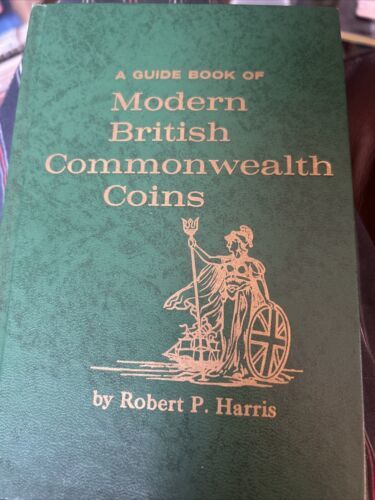 A GUIDE BOOK OF
Modern
British
Commonwealth
Coins
by Robert P. Harris